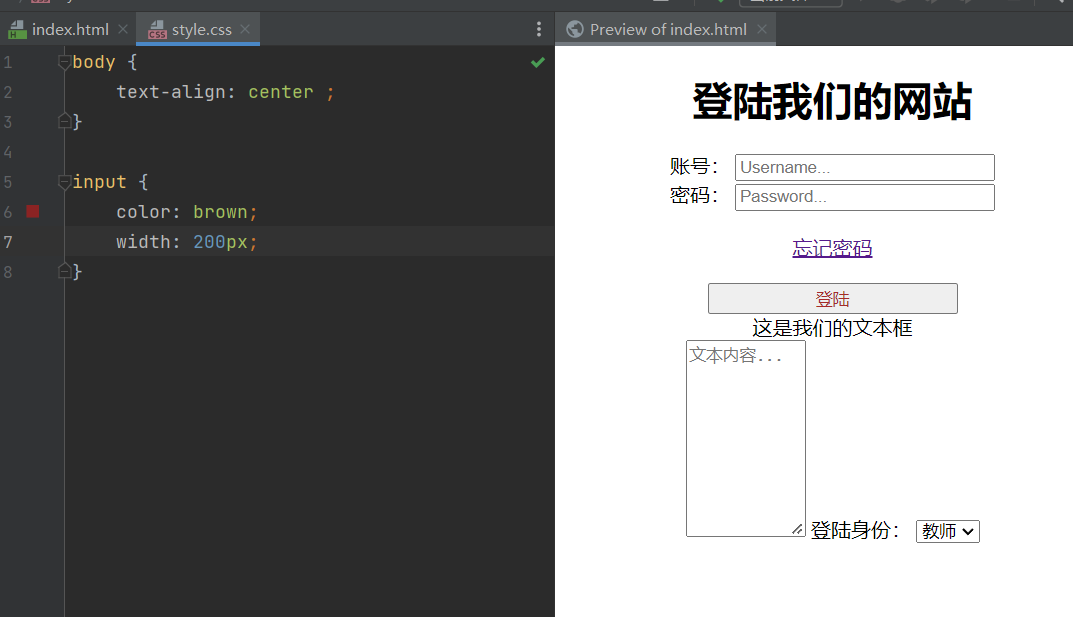 index.html
style.css
Preview of index.html
1 body {
2 text-align: center ;
3 }
4
5 input {
6 color: brown;
7 width: 200px;
8 }
登陆我们的网站
账号： Username...
密码： Password...
忘记密码
登陆
这是我们的文本框
文本内容...
登陆身份： 教师